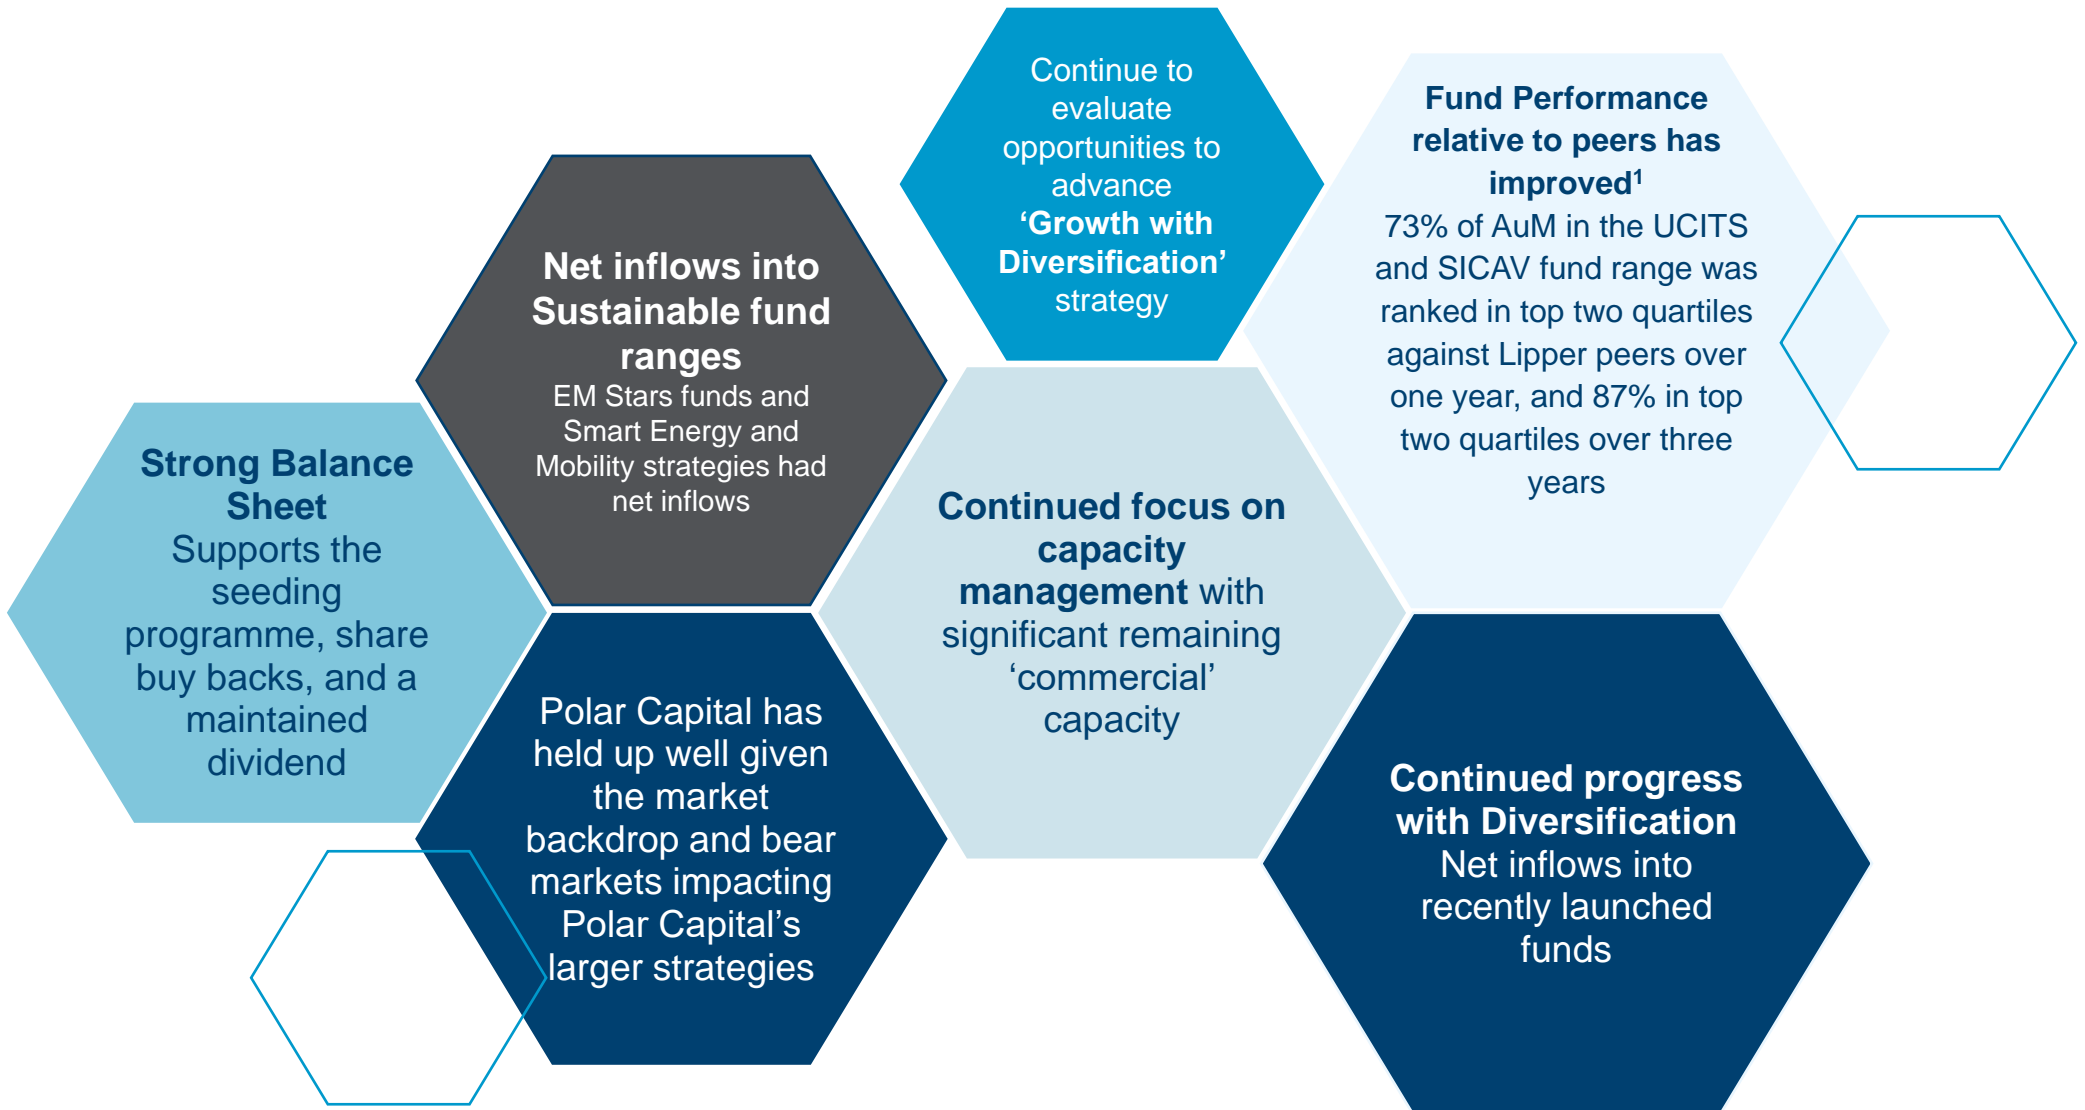 Strong Balance
Sheet
Supports the
seeding
programme, share
buy backs, and a
maintained
dividend
Net inflows into
Sustainable fund
ranges
EM Stars funds and
Smart Energy and
Mobility strategies had
net inflows
Polar Capital has
held up well given
the market
backdrop and bear
markets impacting
Polar Capital’s
larger strategies
Continue to
evaluate
opportunities to
advance
‘Growth with
Diversification’
strategy
Continued focus on
capacity
management with
significant remaining
‘commercial’
capacity
Fund Performance
relative to peers has
improved¹
73% of AuM in the UCITS
and SICAV fund range was
ranked in top two quartiles
against Lipper peers over
one year, and 87% in top
two quartiles over three
years
Continued progress
with Diversification
Net inflows into
recently launched
funds